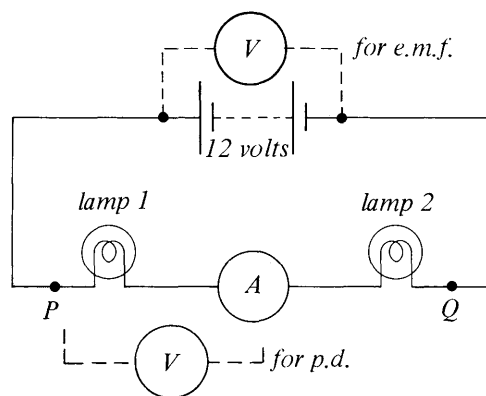 V
for e.m.f.
12 volts
lamp 1
lamp 2
A
P
Q
V
for p.d.